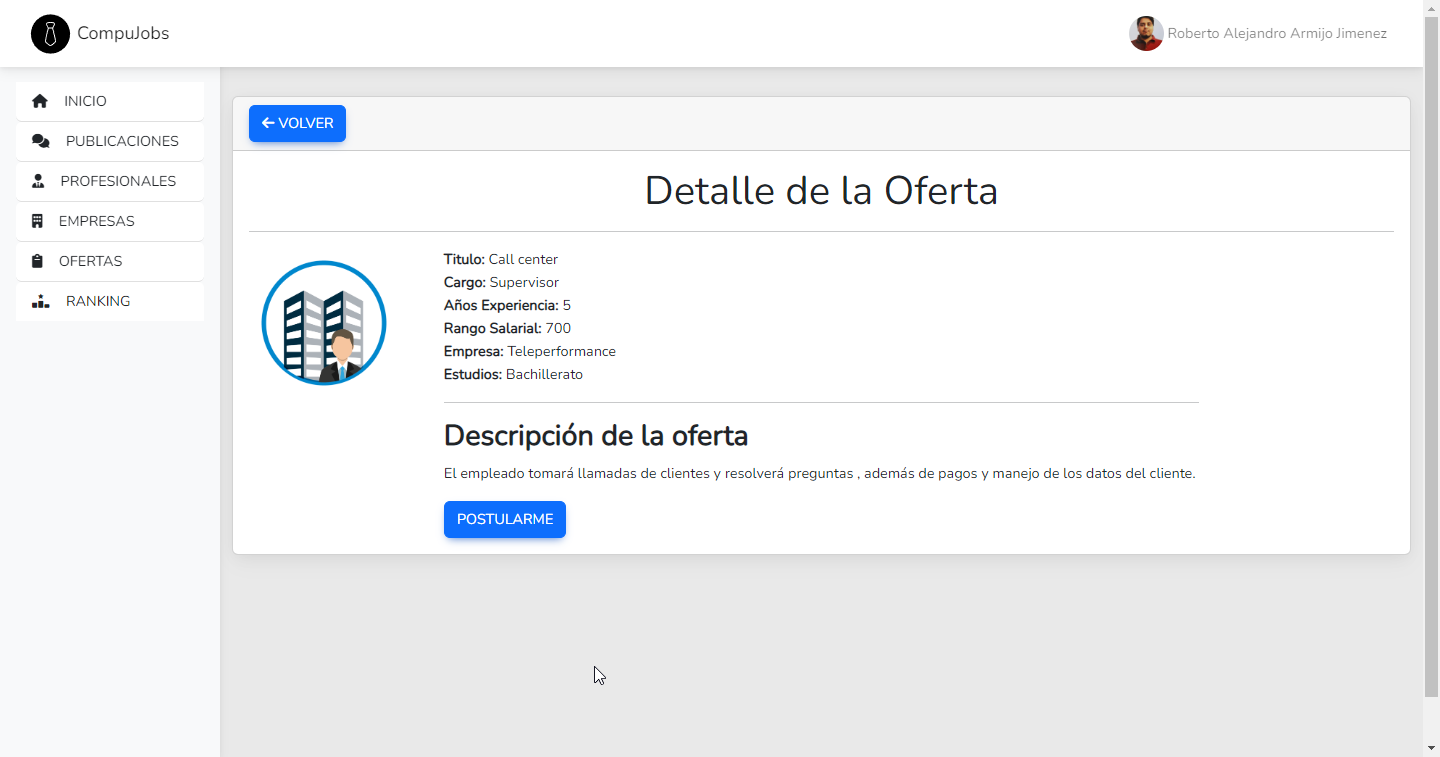 CompuJobs
Roberto Alejandro Armijo Jimenez
INICIO
PUBLICACIONES
PROFESIONALES
EMPRESAS
OFERTAS
RANKING
VOLVER
Detalle de la Oferta
Titulo: Call center
Cargo: Supervisor
Años Experiencia: 5
Rango Salarial: 700
Empresa: Teleperformance
Estudios: Bachillerato
Descripción de la oferta
El empleado tomará llamadas de clientes y resolverá preguntas , además de pagos y manejo de los datos del cliente.
POSTULARME